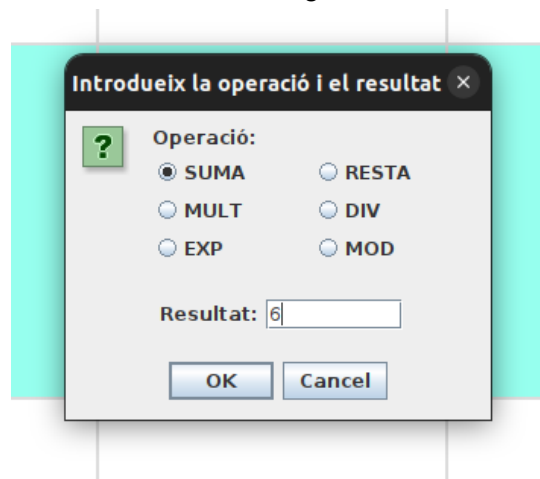 Introdueix la operació i el resultat
Operació:
SUMA RESTA
MULT DIV
EXP MOD
Resultat: 6
OK Cancel